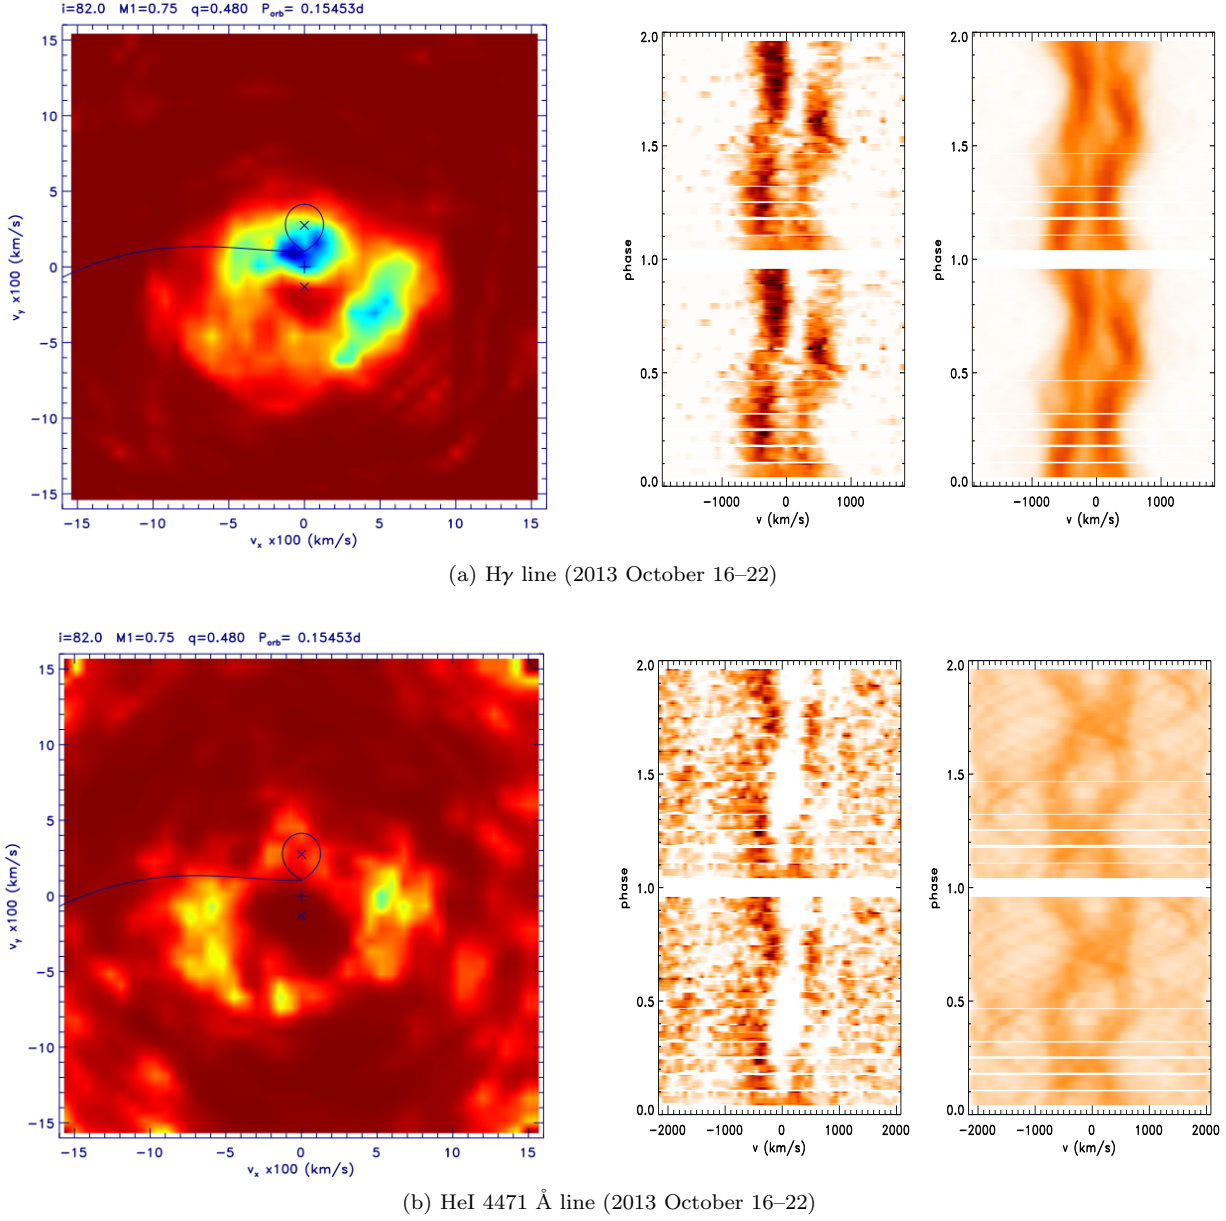 i=82.0 M1=0.75 q=0.480 Porb= 0.15453d
15
10
5
0
−5
−10
−15
vy x100 (km/s)
−15 −10 −5 0 5 10 15
vx x100 (km/s)
2.0
1.5
1.0
0.5
0.0
phase
−1000 0 1000
v (km/s)
2.0
1.5
1.0
0.5
0.0
phase
−1000 0 1000
v (km/s)
(a) Hγ line (2013 October 16–22)
i=82.0 M1=0.75 q=0.480 Porb= 0.15453d
15
10
5
0
−5
−10
−15
vy x100 (km/s)
−15 −10 −5 0 5 10 15
vx x100 (km/s)
2.0
1.5
1.0
0.5
0.0
phase
−2000 −1000 0 1000 2000
v (km/s)
2.0
1.5
1.0
0.5
0.0
phase
−2000 −1000 0 1000 2000
v (km/s)
(b) HeI 4471 Å line (2013 October 16–22)